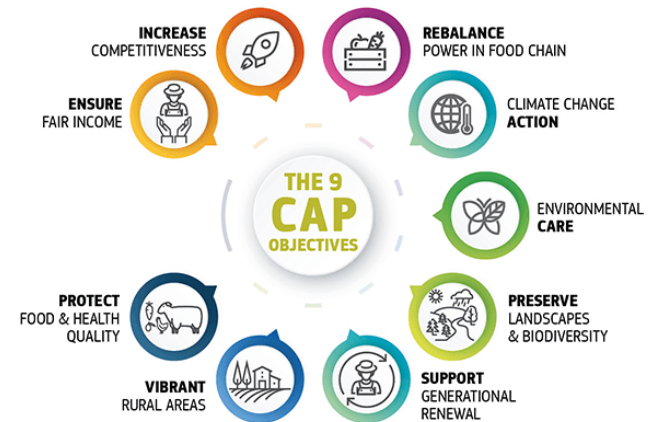 INCREASE
COMPETITIVENESS
REBALANCE
POWER IN FOOD CHAIN
ENSURE
FAIR INCOME
CLIMATE CHANGE
ACTION
THE 9
CAP
OBJECTIVES
ENVIRONMENTAL
CARE
PROTECT
FOOD & HEALTH
QUALITY
PRESERVE
LANDSCAPES
& BIODIVERSITY
VIBRANT
RURAL AREAS
SUPPORT
GENERATIONAL
RENEWAL